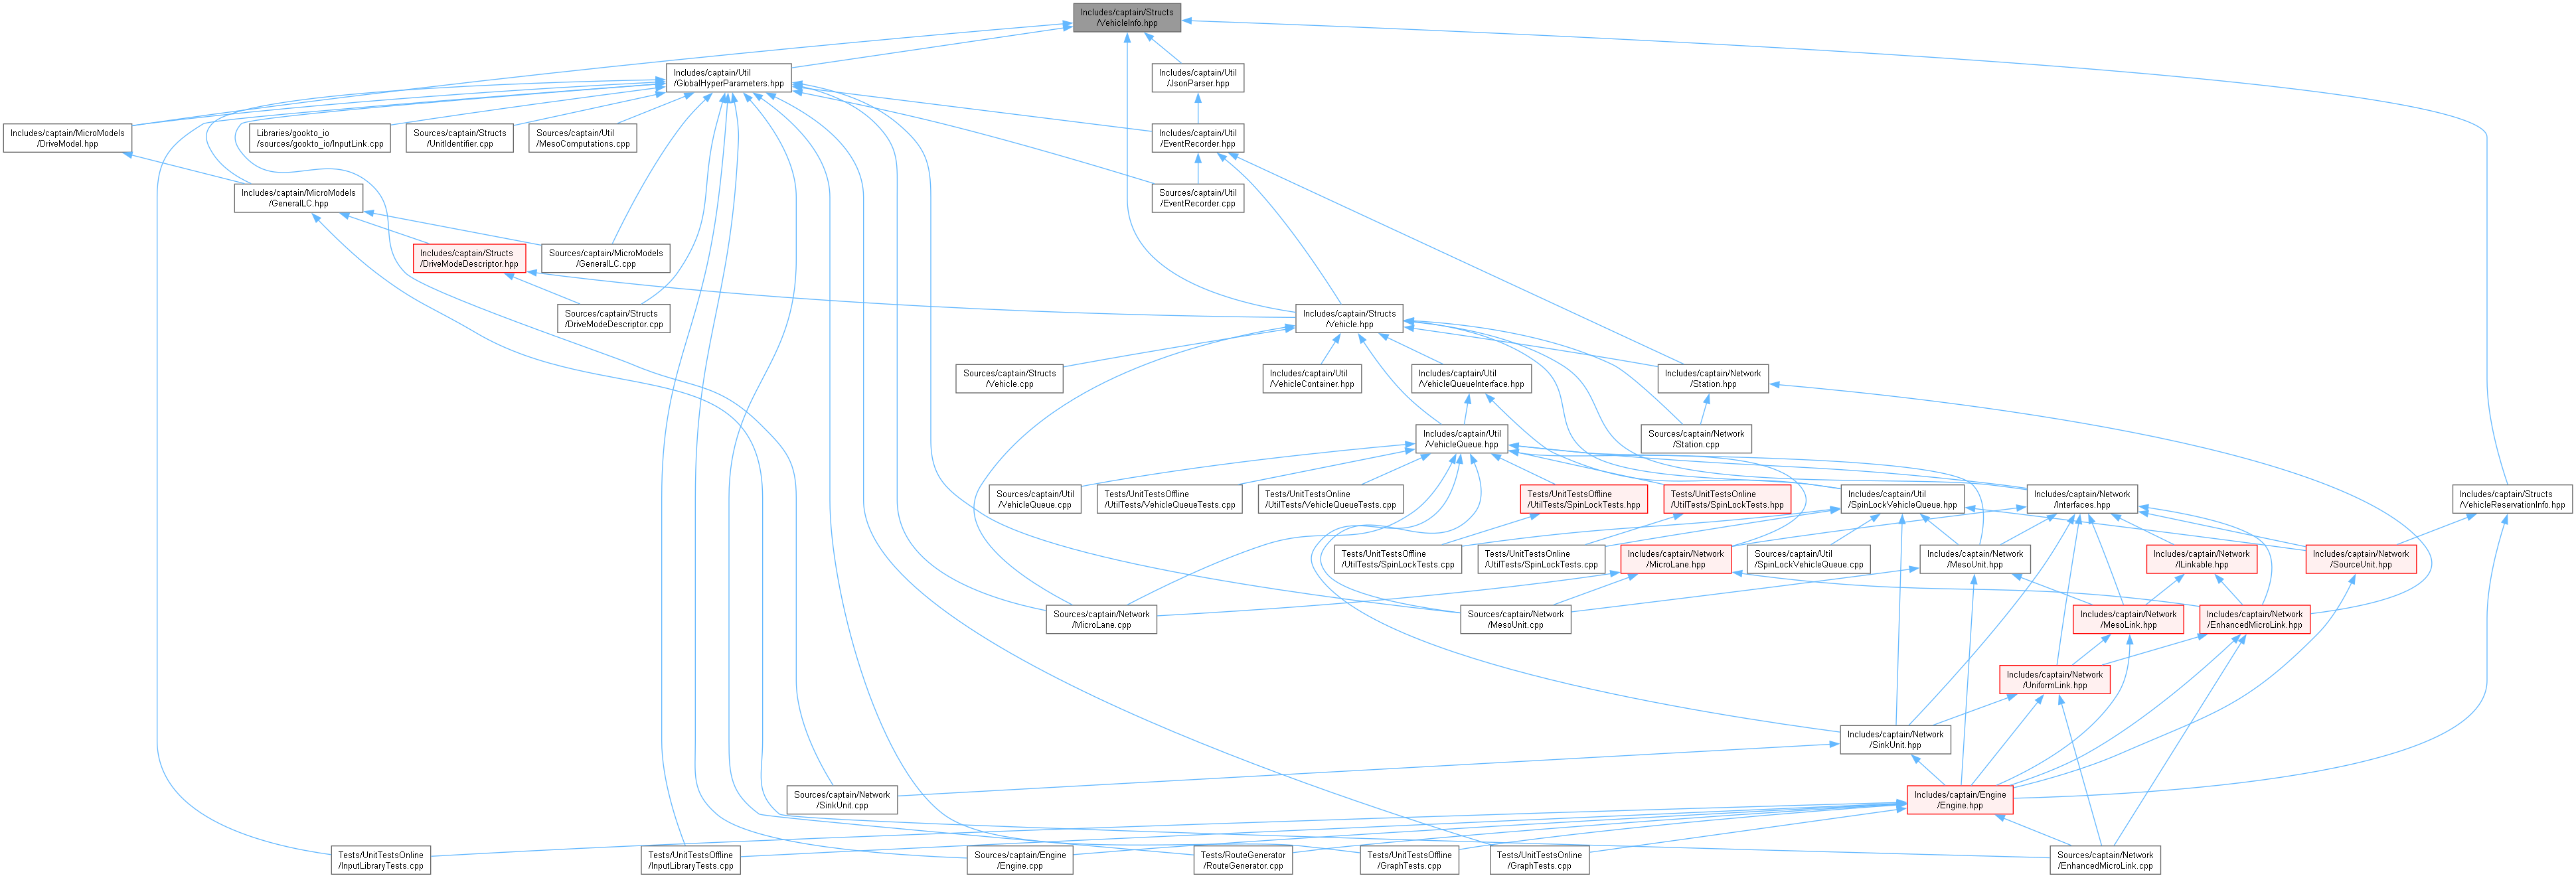 Includes/captain/Structs
/VehicleInfo.hpp
Includes/captain/Util
/GlobalHyperParameters.hpp
Includes/captain/Util
/JsonParser.hpp
Includes/captain/MicroModels
/DriveModel.hpp
Libraries/gookto_io
/sources/gookto_io/InputLink.cpp
Sources/captain/Structs
/UnitIdentifier.cpp
Sources/captain/Util
/MesoComputations.cpp
Includes/captain/Util
/EventRecorder.hpp
Includes/captain/MicroModels
/GeneralLC.hpp
Sources/captain/Util
/EventRecorder.cpp
Includes/captain/Structs
/DriveModeDescriptor.hpp
Sources/captain/MicroModels
/GeneralLC.cpp
Sources/captain/Structs
/DriveModeDescriptor.cpp
Includes/captain/Structs
/Vehicle.hpp
Sources/captain/Structs
/Vehicle.cpp
Includes/captain/Util
/VehicleContainer.hpp
Includes/captain/Util
/VehicleQueueInterface.hpp
Includes/captain/Network
/Station.hpp
Includes/captain/Util
/VehicleQueue.hpp
Sources/captain/Network
/Station.cpp
Sources/captain/Util
/VehicleQueue.cpp
Tests/UnitTestsOffline
/UtilTests/VehicleQueueTests.cpp
Tests/UnitTestsOnline
/UtilTests/VehicleQueueTests.cpp
Tests/UnitTestsOffline
/UtilTests/SpinLockTests.hpp
Tests/UnitTestsOnline
/UtilTests/SpinLockTests.hpp
Includes/captain/Util
/SpinLockVehicleQueue.hpp
Includes/captain/Network
/Interfaces.hpp
Includes/captain/Structs
/VehicleReservationInfo.hpp
Tests/UnitTestsOffline
/UtilTests/SpinLockTests.cpp
Tests/UnitTestsOnline
/UtilTests/SpinLockTests.cpp
Includes/captain/Network
/MicroLane.hpp
Sources/captain/Util
/SpinLockVehicleQueue.cpp
Includes/captain/Network
/MesoUnit.hpp
Includes/captain/Network
/ILinkable.hpp
Includes/captain/Network
/SourceUnit.hpp
Sources/captain/Network
/MicroLane.cpp
Sources/captain/Network
/MesoUnit.cpp
Includes/captain/Network
/MesoLink.hpp
Includes/captain/Network
/EnhancedMicroLink.hpp
Includes/captain/Network
/UniformLink.hpp
Includes/captain/Network
/SinkUnit.hpp
Sources/captain/Network
/SinkUnit.cpp
Includes/captain/Engine
/Engine.hpp
Tests/UnitTestsOnline
/InputLibraryTests.cpp
Tests/UnitTestsOffline
/InputLibraryTests.cpp
Sources/captain/Engine
/Engine.cpp
Tests/RouteGenerator
/RouteGenerator.cpp
Tests/UnitTestsOffline
/GraphTests.cpp
Tests/UnitTestsOnline
/GraphTests.cpp
Sources/captain/Network
/EnhancedMicroLink.cpp